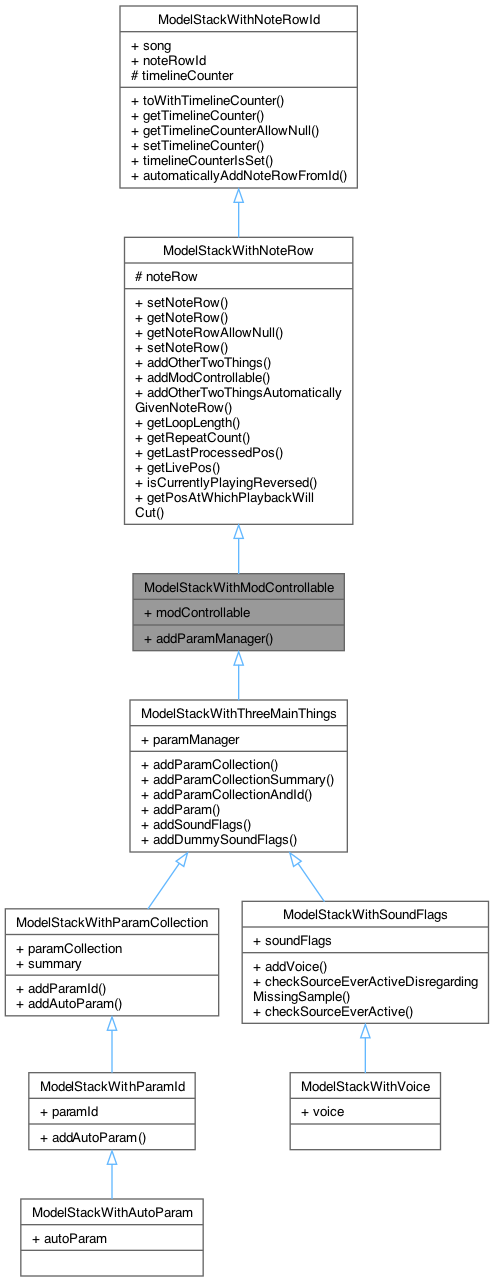 ModelStackWithNoteRowId
+ song
+ noteRowId
# timelineCounter
+ toWithTimelineCounter()
+ getTimelineCounter()
+ getTimelineCounterAllowNull()
+ setTimelineCounter()
+ timelineCounterIsSet()
+ automaticallyAddNoteRowFromId()
ModelStackWithNoteRow
# noteRow
+ setNoteRow()
+ getNoteRow()
+ getNoteRowAllowNull()
+ setNoteRow()
+ addOtherTwoThings()
+ addModControllable()
+ addOtherTwoThingsAutomatically
GivenNoteRow()
+ getLoopLength()
+ getRepeatCount()
+ getLastProcessedPos()
+ getLivePos()
+ isCurrentlyPlayingReversed()
+ getPosAtWhichPlaybackWill
Cut()
ModelStackWithModControllable
+ modControllable
+ addParamManager()
ModelStackWithThreeMainThings
+ paramManager
+ addParamCollection()
+ addParamCollectionSummary()
+ addParamCollectionAndId()
+ addParam()
+ addSoundFlags()
+ addDummySoundFlags()
ModelStackWithParamCollection
+ paramCollection
+ summary
+ addParamId()
+ addAutoParam()
ModelStackWithSoundFlags
+ soundFlags
+ addVoice()
+ checkSourceEverActiveDisregarding
MissingSample()
+ checkSourceEverActive()
ModelStackWithParamId
+ paramId
+ addAutoParam()
ModelStackWithVoice
+ voice
ModelStackWithAutoParam
+ autoParam